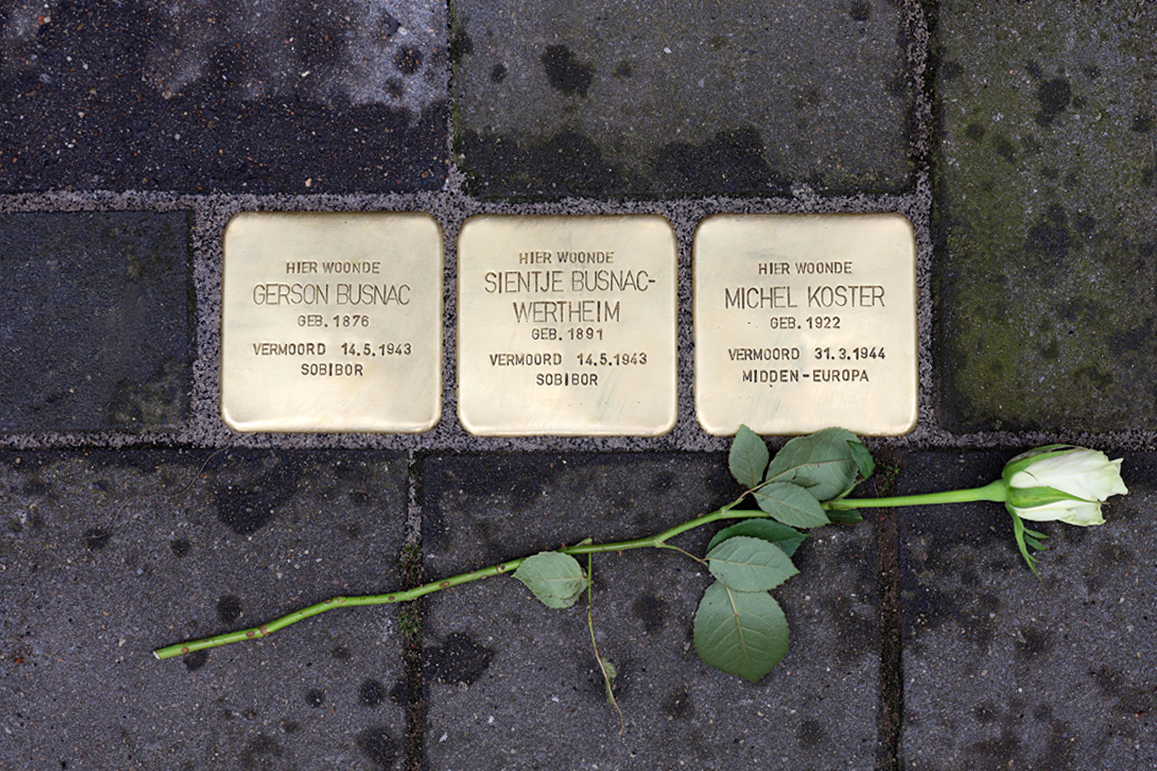 HIER WOONDE
GERSON BUSNAC
GEB. 1876
VERMOORD 14.5.1943
SOBIBOR
HIER WOONDE
SIENTJE BUSNAC-
WERTHEIM
GEB. 1891
VERMOORD 14.5.1943
SOBIBOR
HIER WOONDE
MICHEL KOSTER
GEB. 1922
VERMOORD 31.3.1944
MIDDEN-EUROPA